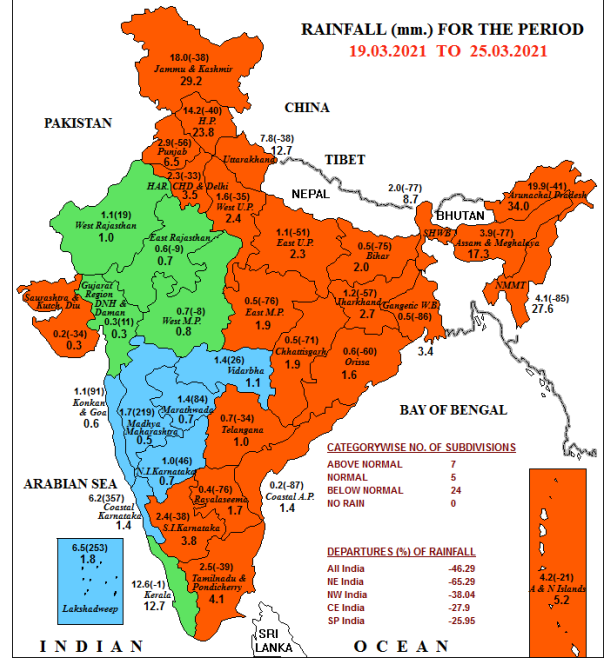 RAINFALL (mm.) FOR THE PERIOD
19.03.2021 TO 25.03.2021
18.0(-38)
Jammu & Kashmir
29.2
CHINA
14.2(-40)
H.P.
23.8
PAKISTAN
2.9(-56)
Punjab
6.5
7.8(-38)
12.7
Uttarakhand
TIBET
2.3(-33)
HAR. CHD & Delhi
3.5
1.6(-35)
West U.P.
2.4
NEPAL
2.0(-77)
8.7
19.9(-41)
Arunachal Pradesh
34.0
BHUTAN
1.1(19)
West Rajasthan
1.0
East Rajasthan
0.6(-9)
0.7
1.1(-51)
East U.P.
2.3
0.5(-75)
Bihar
2.0
SHWB
3.9(-77)
Assam & Meghalaya
17.3
NMMT
4.1(-85)
27.6
Saurashtra &
Kutch, Diu
0.2(-34)
0.3
Gujarat
Region
DNH &
Daman
0.3(11)
0.3
0.7(-8)
West M.P.
0.8
0.5(-76)
East M.P.
1.9
1.2(-57)
Jharkhand
2.7
Gangetic W.B.
0.5(-86)
3.4
0.5(-71)
Chhattisgarh
1.9
0.6(-60)
Orissa
1.6
1.4(26)
Vidarbha
1.1
1.1(91)
Konkan
& Goa
0.6
1.7(219)
Madhya
Maharashtra
0.5
1.4(84)
Marathwada
0.7
0.7(-34)
Telangana
1.0
BAY OF BENGAL
1.0(46)
N.I.Karnataka
0.7
ARABIAN SEA
6.2(357)
Coastal
Karnataka
1.4
0.4(-76)
Rayalaseema
1.7
0.2(-87)
Coastal A.P.
1.4
2.4(-38)
S.I.Karnataka
3.8
6.5(253)
1.8
Lakshadweep
12.6(-1)
Kerala
12.7
2.5(-39)
Tamilnadu &
Pondicherry
4.1
CATEGORYWISE NO. OF SUBDIVISIONS
ABOVE NORMAL 7
NORMAL 5
BELOW NORMAL 24
NO RAIN 0
DEPARTURES (%) OF RAINFALL
All India -46.29
NE India -65.29
NW India -38.04
CE India -27.9
SP India -25.95
4.2(-21)
A & N Islands
5.2
SRI
LANKA
INDIAN OCEAN